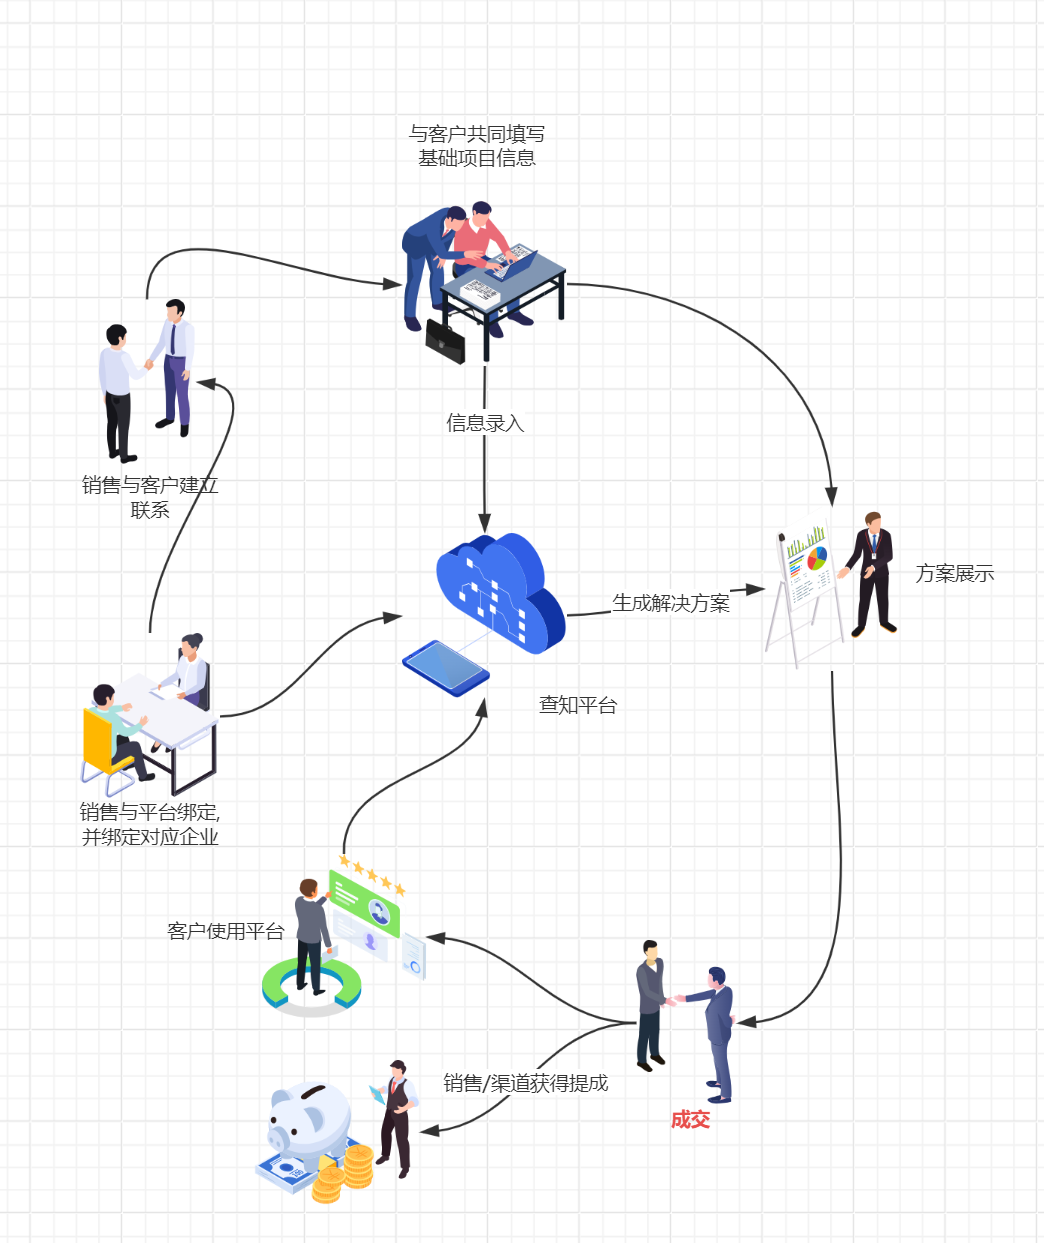 与客户共同填写
基础项目信息
信息录入
销售与客户建立
联系
方案展示
生成解决方案
查知平台
销售与平台绑定,
并绑定对应企业
客户使用平台
销售/渠道获得提成
成交